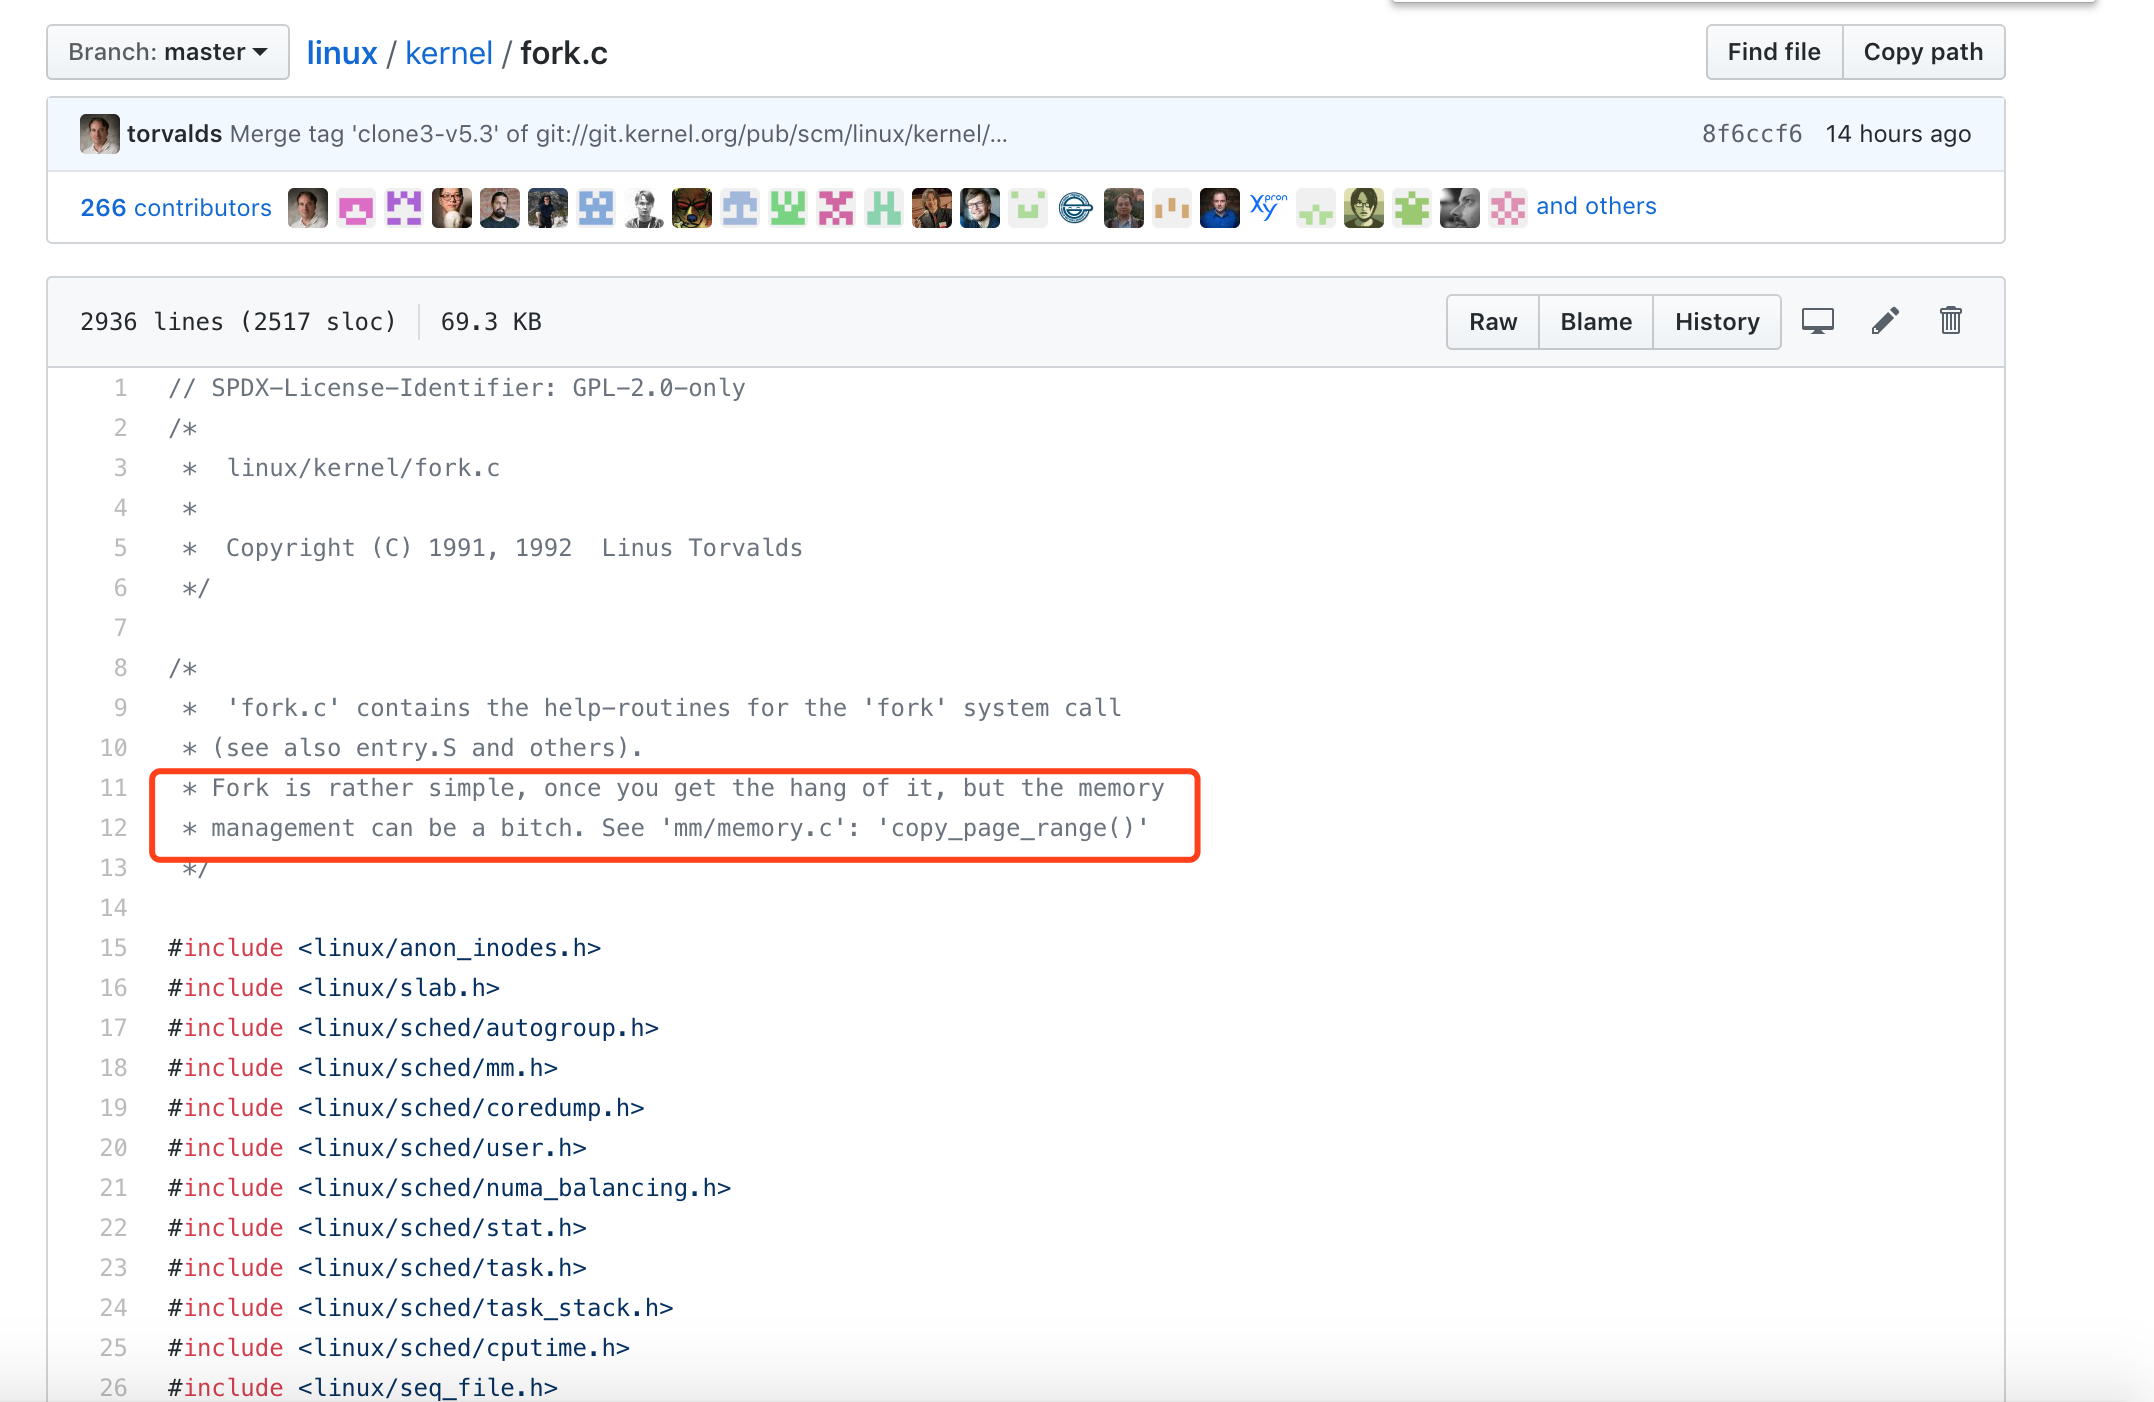 Branch: master linux / kernel / fork.c Find file Copy path
torvalds Merge tag 'clone3-v5.3' of git://git.kernel.org/pub/scm/linux/kernel/... 8f6ccf6 14 hours ago
266 contributors XyPron and others
2936 lines (2517 sloc) 69.3 KB Raw Blame History
1 // SPDX-License-Identifier: GPL-2.0-only
2 /*
3 * linux/kernel/fork.c
4 *
5 * Copyright (C) 1991, 1992 Linus Torvalds
6 */
7
8 /*
9 * 'fork.c' contains the help-routines for the 'fork' system call
10 * (see also entry.S and others).
11 * Fork is rather simple, once you get the hang of it, but the memory
12 * management can be a bitch. See 'mm/memory.c': 'copy_page_range()'
13 */
14
15 #include <linux/anon_inodes.h>
16 #include <linux/slab.h>
17 #include <linux/sched/autogroup.h>
18 #include <linux/sched/mm.h>
19 #include <linux/sched/coredump.h>
20 #include <linux/sched/user.h>
21 #include <linux/sched/numa_balancing.h>
22 #include <linux/sched/stat.h>
23 #include <linux/sched/task.h>
24 #include <linux/sched/task_stack.h>
25 #include <linux/sched/cputime.h>
26 #include <linux/seq_file.h>